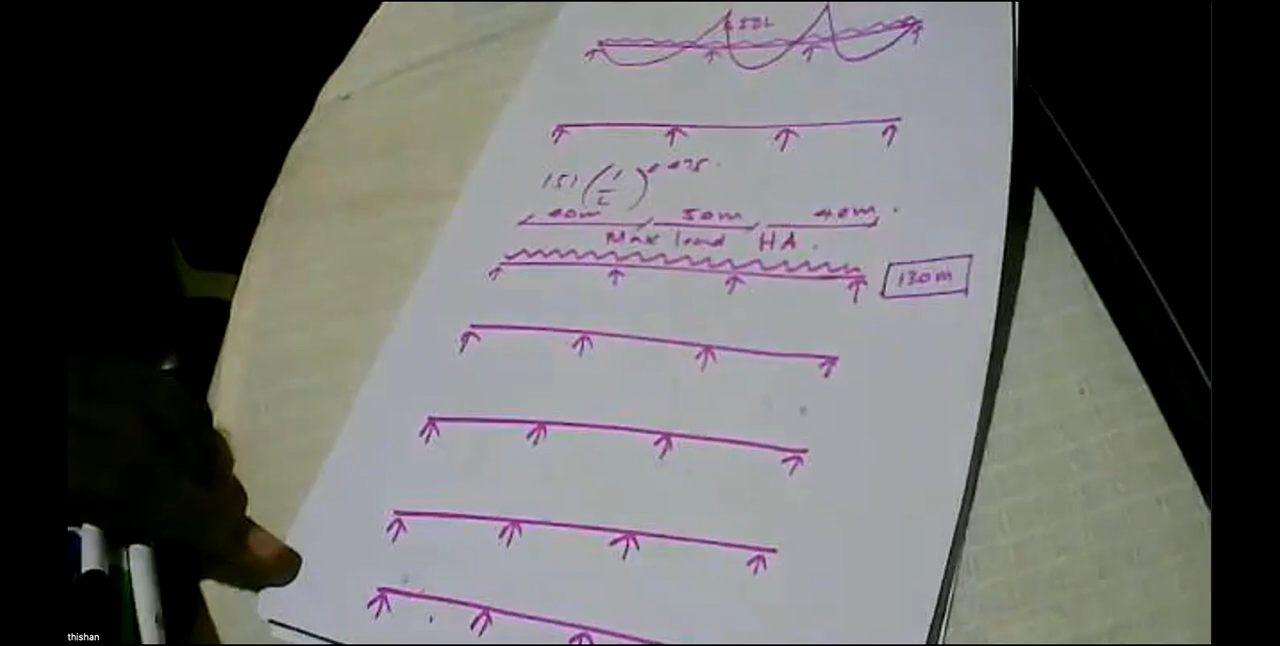 SDL
151 (1/L)^0.475
40m 50m 40m
Max load HA.
130m
thishan